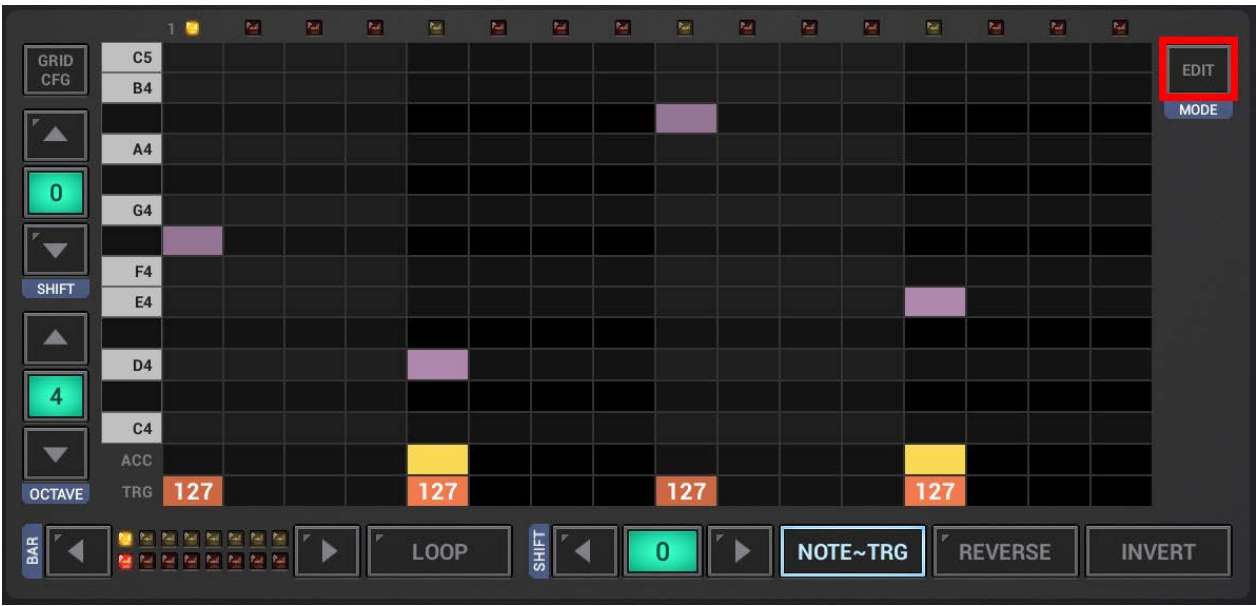 1
GRID
CFG
C5
EDIT
B4
MODE
A4
0
G4
F4
SHIFT
E4
D4
4
C4
ACC
OCTAVE
TRG 127 127 127 127
BAR
LOOP
SHIFT
0
NOTE~TRG
REVERSE
INVERT